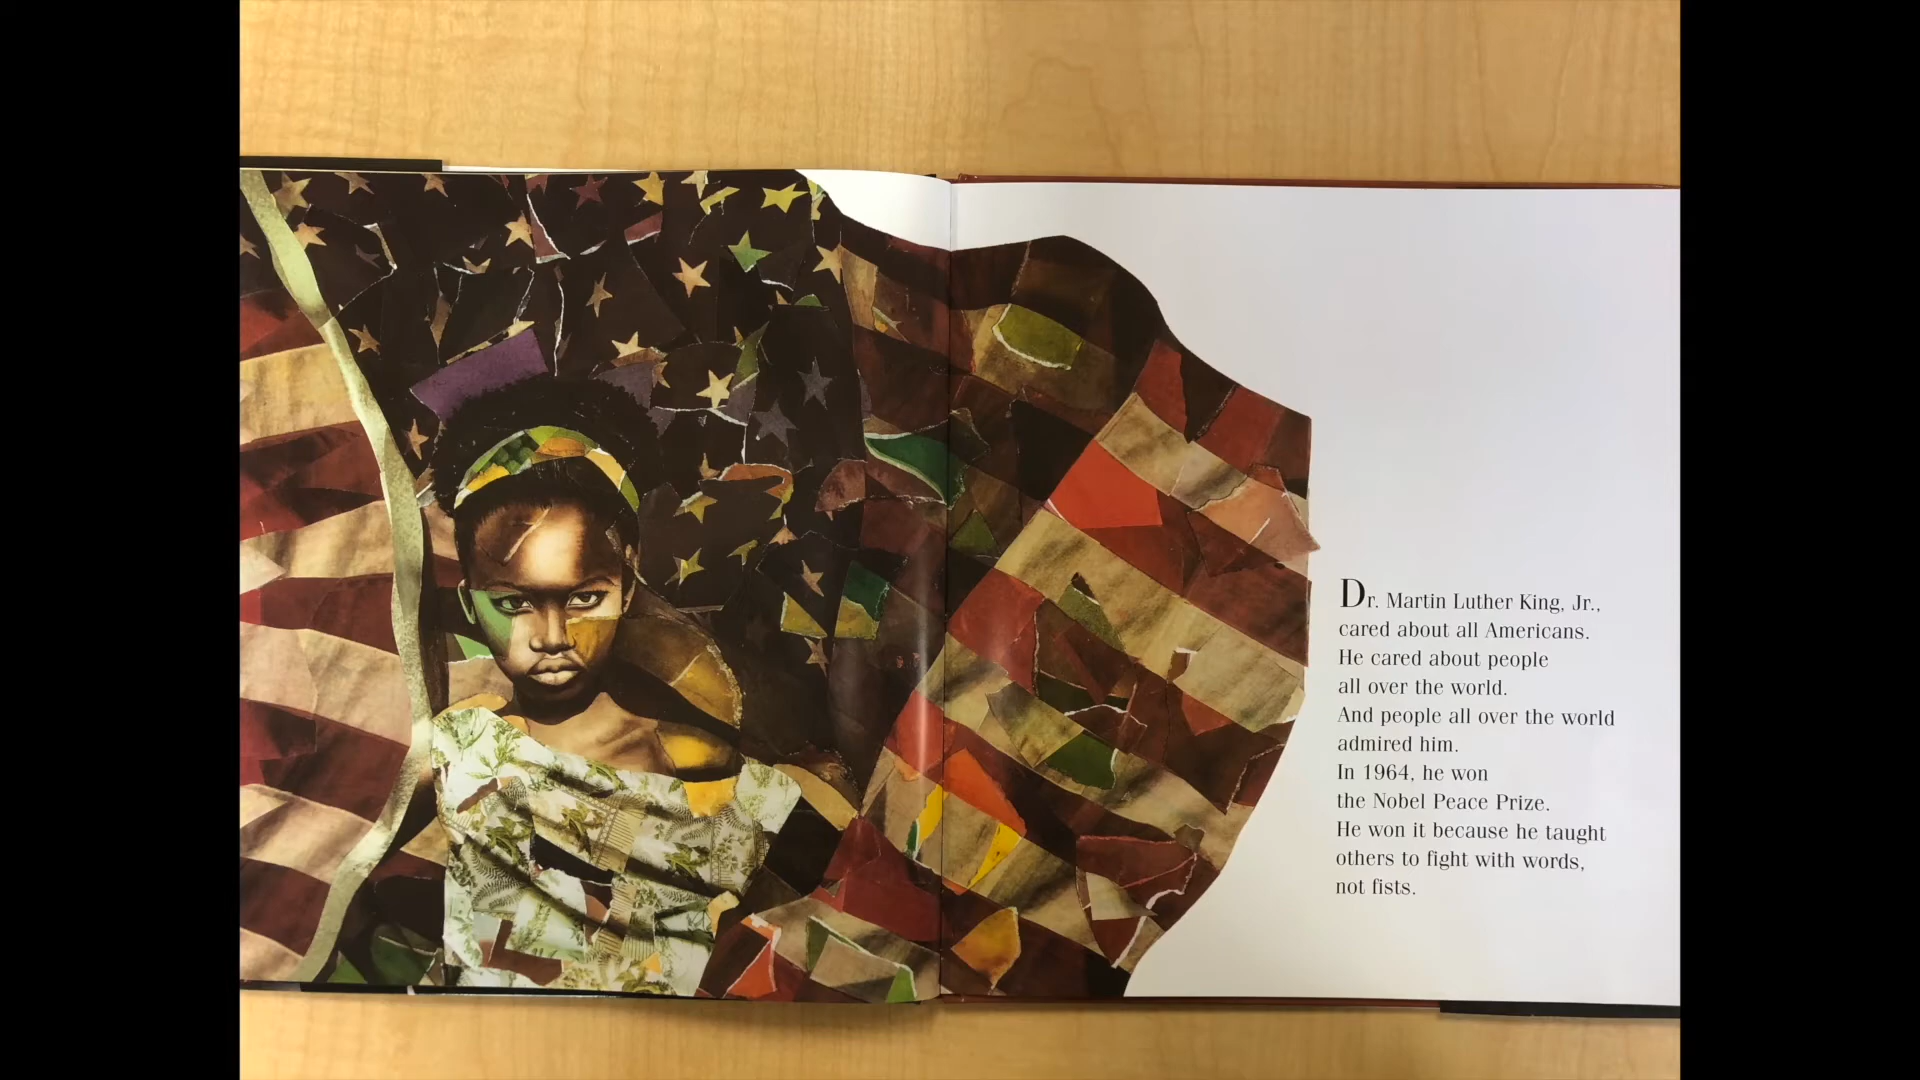 Dr. Martin Luther King, Jr.,
cared about all Americans.
He cared about people
all over the world.
And people all over the world
admired him.
In 1964, he won
the Nobel Peace Prize.
He won it because he taught
others to fight with words,
not fists.